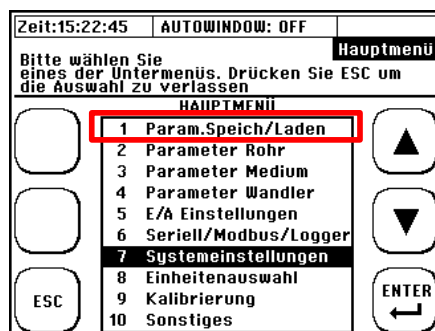 Zeit:15:22:45 AUTOWINDOW: OFF
Hauptmenü
Bitte wählen Sie
eines der Untermenüs. Drücken Sie ESC um
die Auswahl zu verlassen
HAUPTMENÜ
1 Param.Speich/Laden
2 Parameter Rohr
3 Parameter Medium
4 Parameter Wandler
5 E/A Einstellungen
6 Seriell/Modbus/Logger
7 Systemeinstellungen
8 Einheitenauswahl
9 Kalibrierung
10 Sonstiges
ESC
ENTER